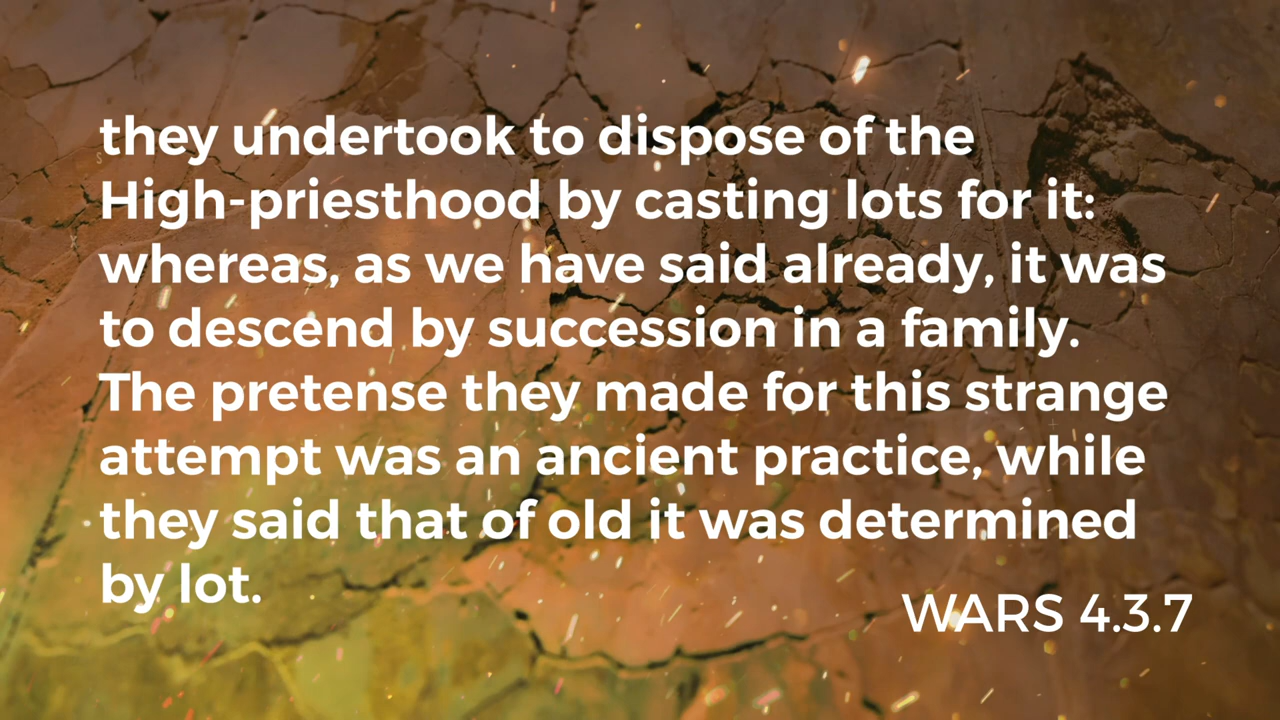 they undertook to dispose of the
High-priesthood by casting lots for it:
whereas, as we have said already, it was
to descend by succession in a family.
The pretense they made for this strange
attempt was an ancient practice, while
they said that of old it was determined
by lot.
WARS 4.3.7